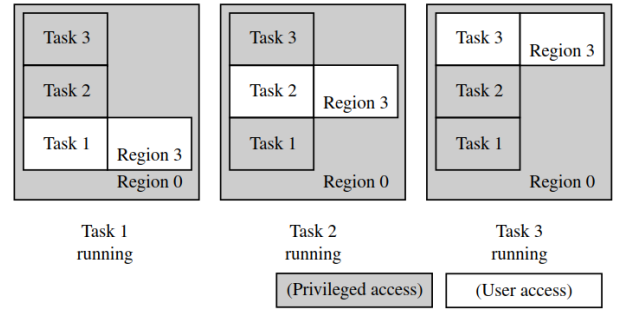 Task 3
Task 2
Task 1
Region 3
Region 0
Task 3
Task 2
Region 3
Task 1
Region 0
Task 3
Region 3
Task 2
Task 1
Region 0
Task 1
running
Task 2
running
Task 3
running
(Privileged access)
(User access)